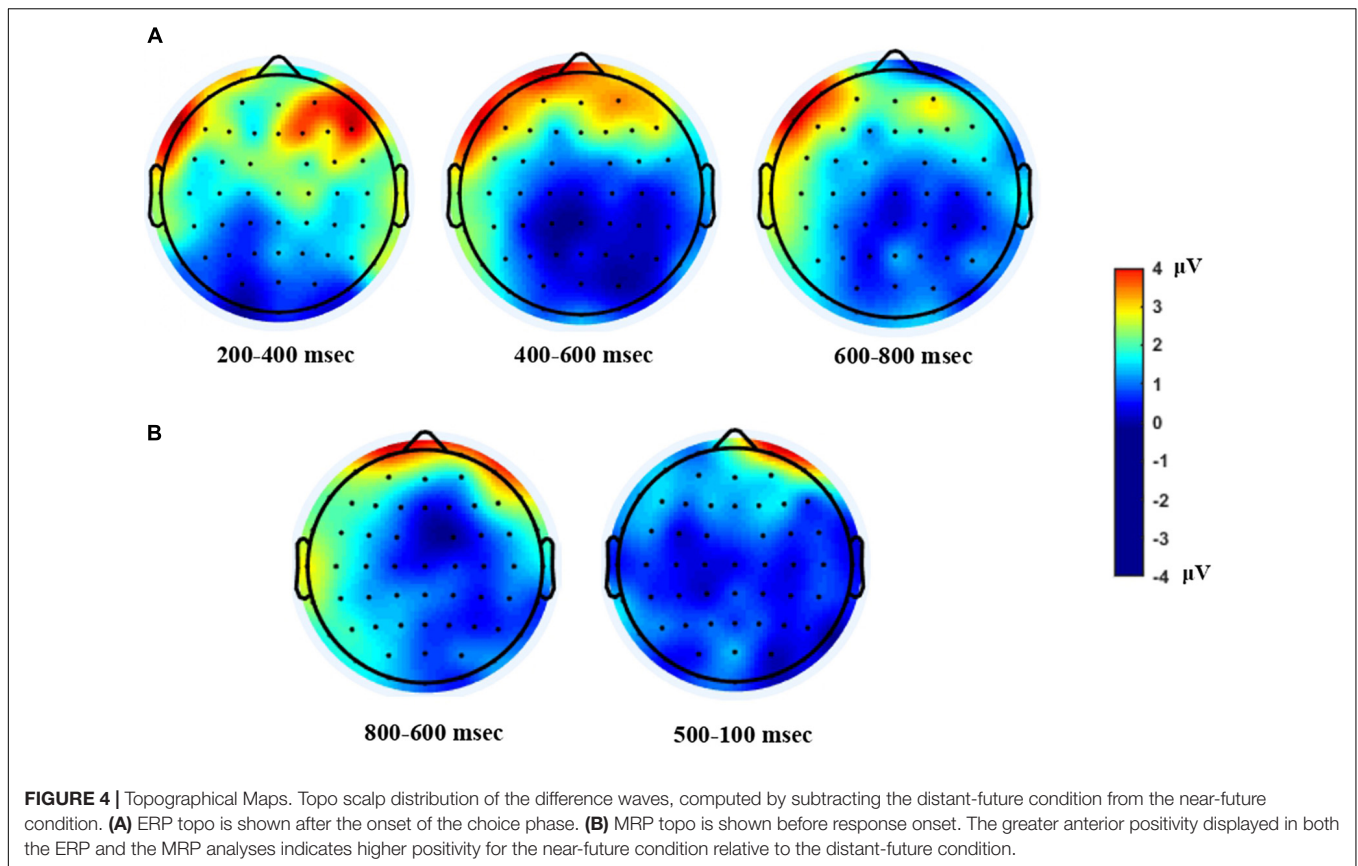 A
200-400 msec
400-600 msec
600-800 msec
4 µV
3
2
1
0
-1
-2
-3
-4 µV
B
800-600 msec
500-100 msec
FIGURE 4 | Topographical Maps. Topo scalp distribution of the difference waves, computed by subtracting the distant-future condition from the near-future
condition. (A) ERP topo is shown after the onset of the choice phase. (B) MRP topo is shown before response onset. The greater anterior positivity displayed in both
the ERP and the MRP analyses indicates higher positivity for the near-future condition relative to the distant-future condition.